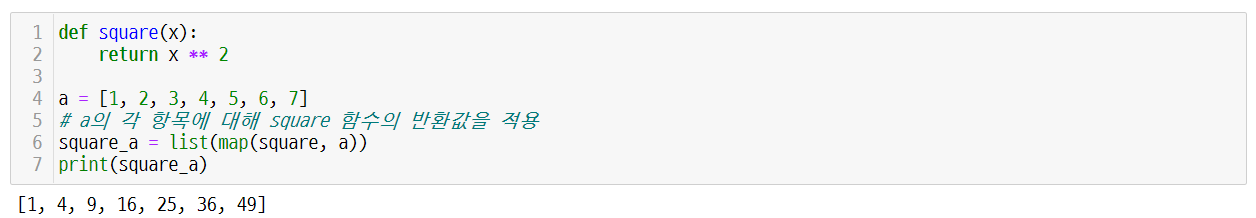 1 def square(x):
2     return x ** 2
3
4 a = [1, 2, 3, 4, 5, 6, 7]
5 # a의 각 항목에 대해 square 함수의 반환값을 적용
6 square_a = list(map(square, a))
7 print(square_a)
[1, 4, 9, 16, 25, 36, 49]